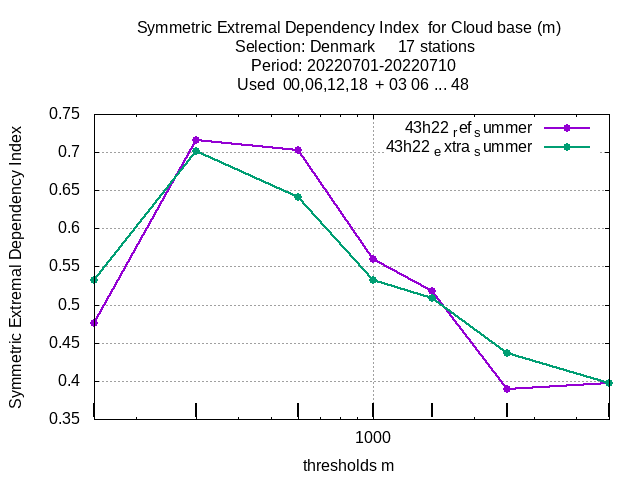 Symmetric Extremal Dependency Index  for Cloud base (m)
Selection: Denmark     17 stations
Period: 20220701-20220710
Used  00,06,12,18  + 03 06 ... 48
43h22 ref summer
43h22 extra summer
Symmetric Extremal Dependency Index
0.75
0.7
0.65
0.6
0.55
0.5
0.45
0.4
0.35
1000
thresholds m